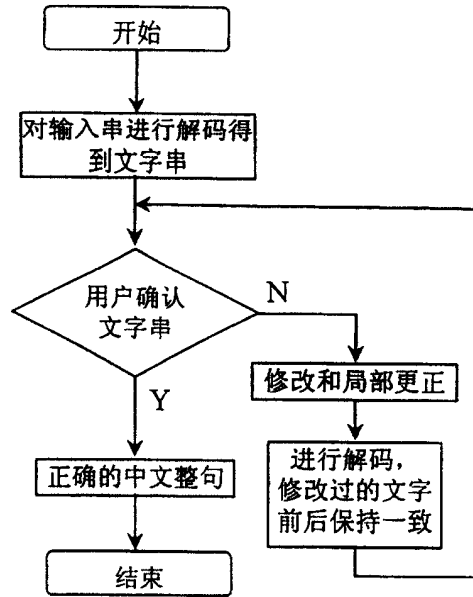 开始
对输入串进行解码得
到文字串
用户确认
文字串
N
Y
修改和局部更正
正确的中文整句
进行解码，
修改过的文字
前后保持一致
结束